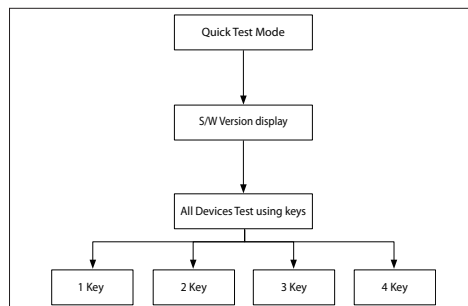 Quick Test Mode
S/W Version display
All Devices Test using keys
1 Key
2 Key
3 Key
4 Key